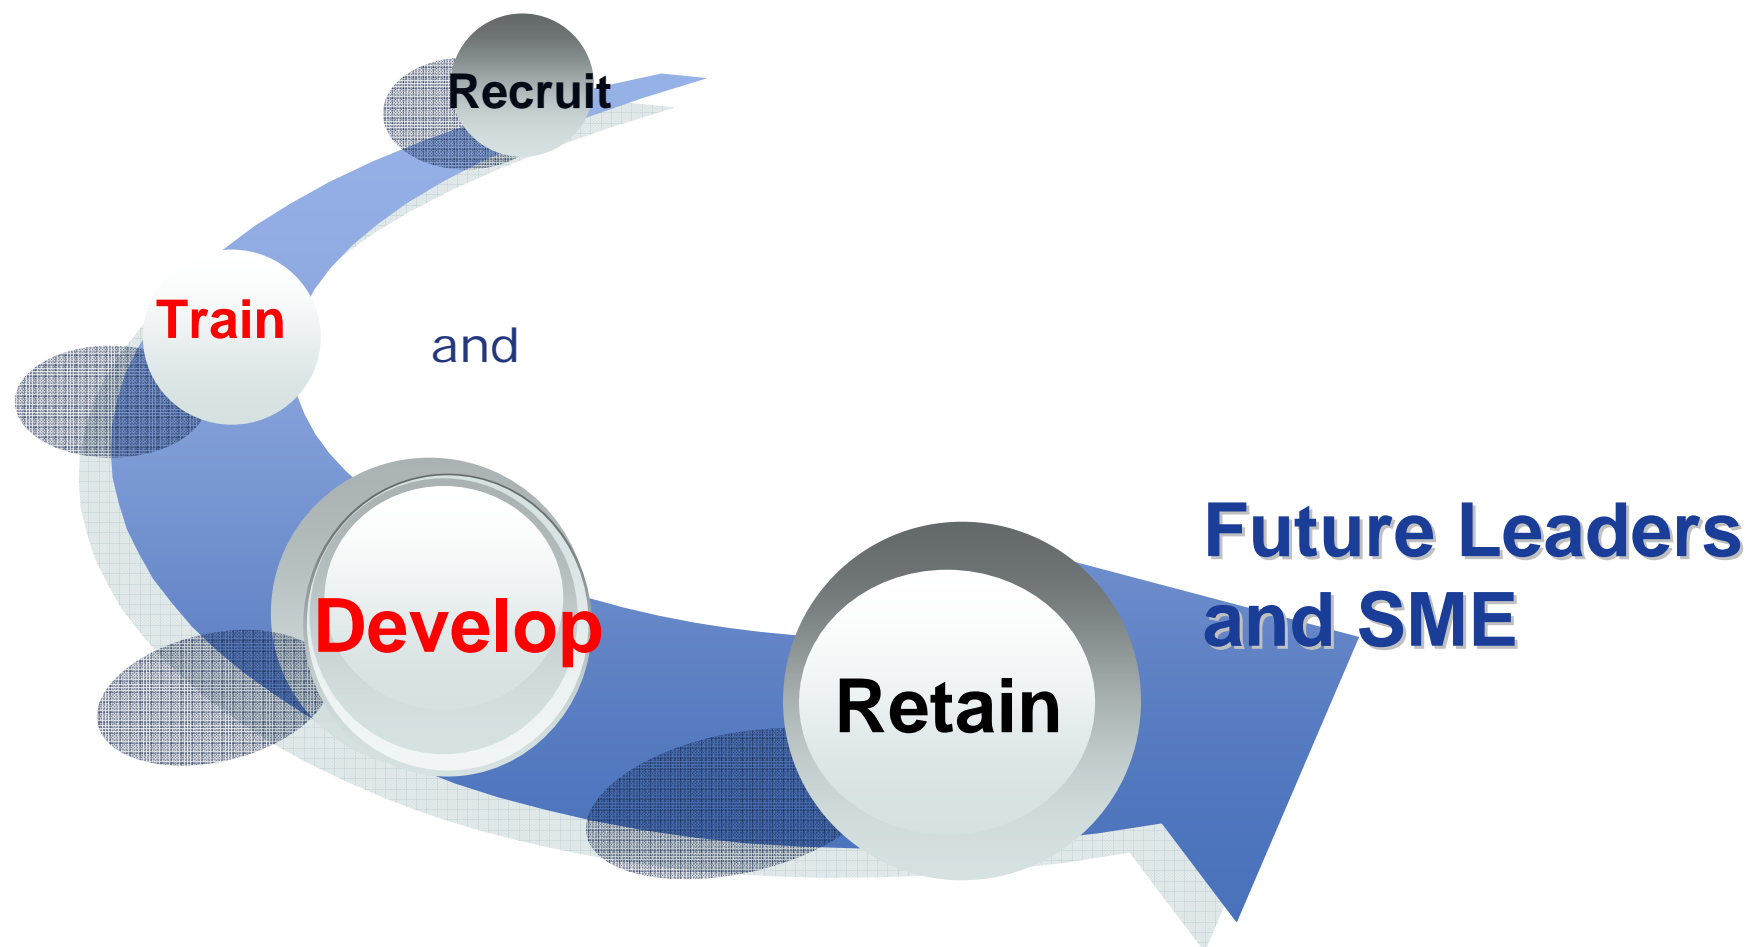 Recruit
Train
and
Develop
Retain
Future Leaders
and SME